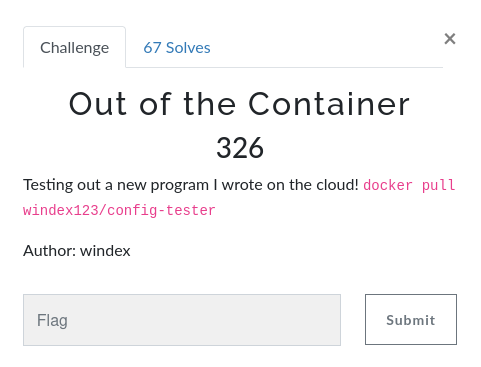 Challenge
67 Solves
×
Out of the Container
326
Testing out a new program I wrote on the cloud! docker pull
windex123/config-tester
Author: windex
Flag
Submit